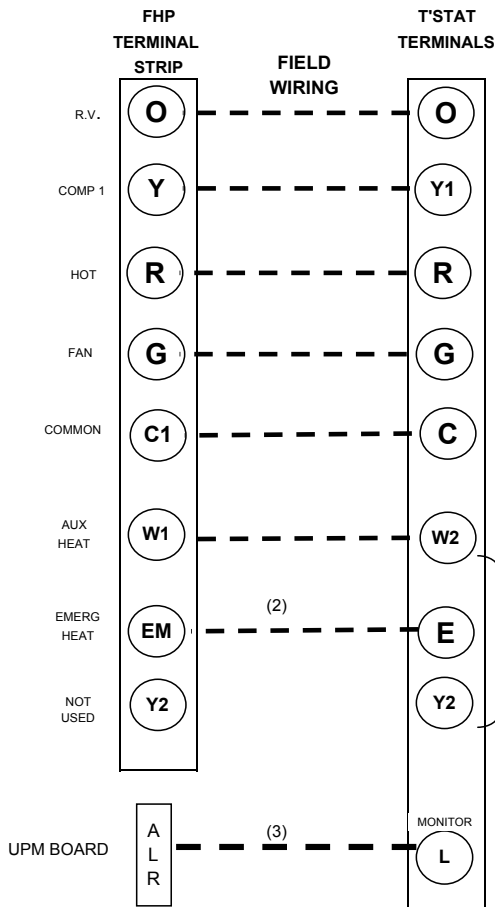 FHP
TERMINAL
STRIP
FIELD
WIRING
T'STAT
TERMINALS
R.V.
O
O
COMP 1
Y
Y1
HOT
R
R
FAN
G
G
COMMON
C1
C
AUX
HEAT
W1
W2
EMERG
HEAT
EM
(2)
E
NOT
USED
Y2
Y2
UPM BOARD
A
L
R
(3)
MONITOR
L